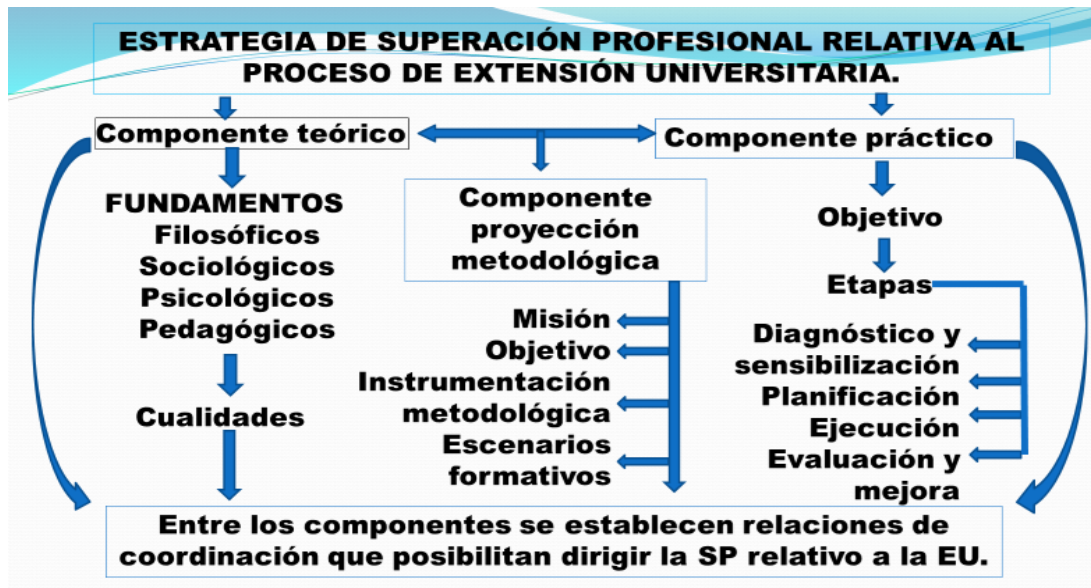 ESTRATEGIA DE SUPERACIÓN PROFESIONAL RELATIVA AL
PROCESO DE EXTENSIÓN UNIVERSITARIA.
Componente teórico
FUNDAMENTOS
Filosóficos
Sociológicos
Psicológicos
Pedagógicos
Cualidades
Componente
proyección
metodológica
Misión
Objetivo
Instrumentación
metodológica
Escenarios
formativos
Componente práctico
Objetivo
Etapas
Diagnóstico y
sensibilización
Planificación
Ejecución
Evaluación y
mejora
Entre los componentes se establecen relaciones de
coordinación que posibilitan dirigir la SP relativo a la EU.